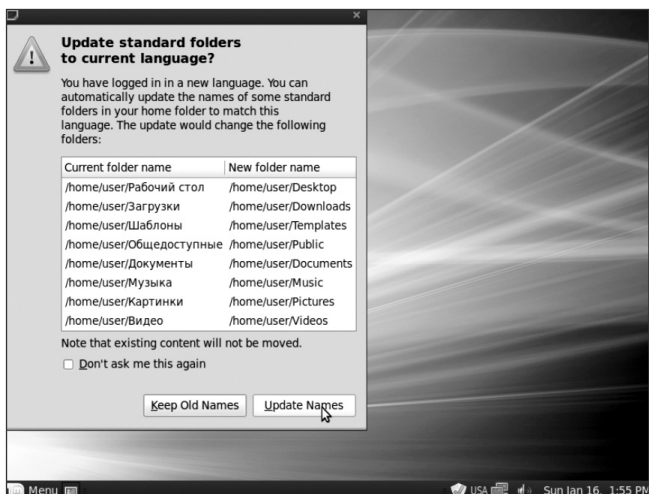 Update standard folders
to current language?
You have logged in in a new language. You can
automatically update the names of some standard
folders in your home folder to match this
language. The update would change the following
folders:
Current folder name New folder name
/home/user/Рабочий стол /home/user/Desktop
/home/user/Загрузки /home/user/Downloads
/home/user/Шаблоны /home/user/Templates
/home/user/Общедоступные /home/user/Public
/home/user/Документы /home/user/Documents
/home/user/Музыка /home/user/Music
/home/user/Картинки /home/user/Pictures
/home/user/Видео /home/user/Videos
Note that existing content will not be moved.
Don't ask me this again
Keep Old Names Update Names
Menu USA Sun Jan 16, 1:55 PM